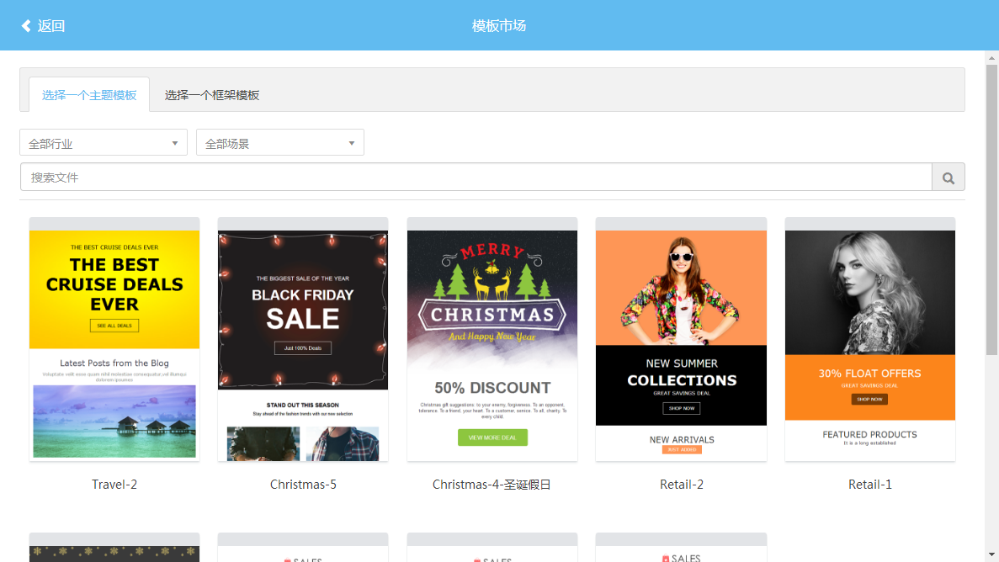 返回
模板市场
选择一个主题模板
选择一个框架模板
全部行业
全部场景
搜索文件
THE BEST CRUISE DEALS EVER
THE BEST
CRUISE DEALS
EVER
SEE ALL DEALS
Latest Posts from the Blog
Voluptate velit esse quam nihil molestiae consequatur,vel illumqui
dolorem ipsumes
Travel-2
THE BIGGEST SALE OF THE YEAR
BLACK FRIDAY
SALE
Just 100% Deals
STAND OUT THIS SEASON
Stay ahead of the fashion trends with our new selection
Christmas-5
MERRY
CHRISTMAS
And Happy New Year
50% DISCOUNT
Christmas gift suggestions: to your enemy, forgiveness. To an opponent,
tolerance. To a friend, your heart. To a customer, service. To all, charity. To
every child.
VIEW MORE DEAL
Christmas-4-圣诞假日
NEW SUMMER
COLLECTIONS
GREAT SAVINGS DEAL
SHOP NOW
NEW ARRIVALS
JUST ADDED
Retail-2
30% FLOAT OFFERS
GREAT SAVINGS DEAL
SHOP NOW
FEATURED PRODUCTS
It is a long established
Retail-1
SALES
SALES
SALES